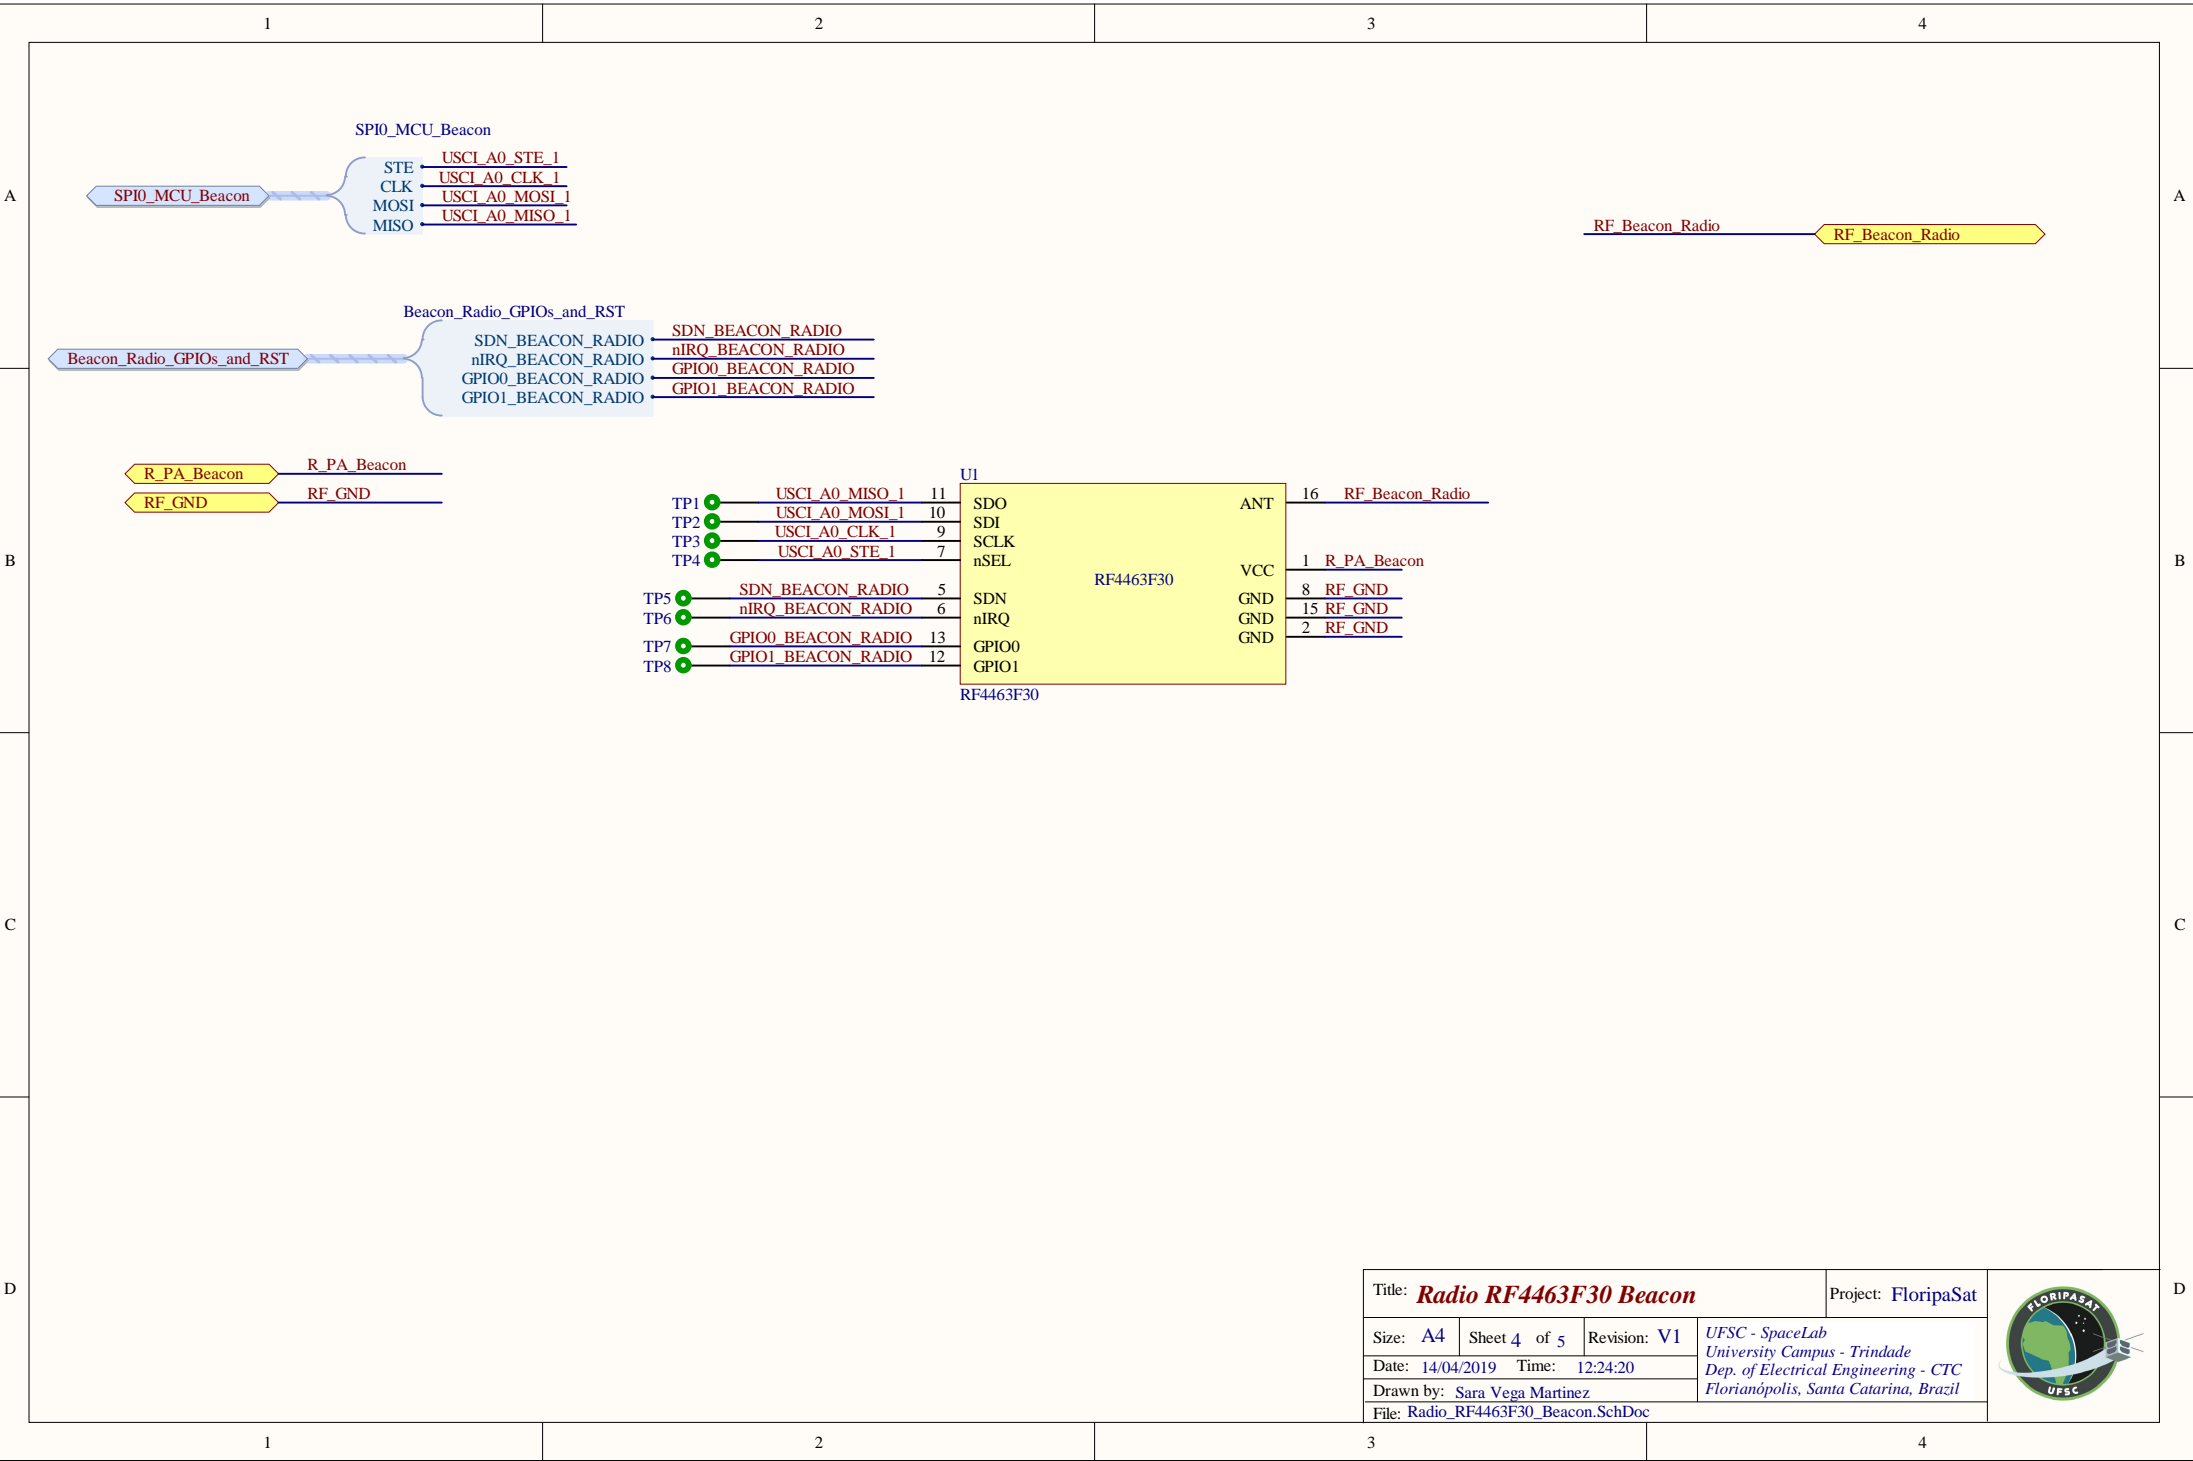 1 2 3 4
A A
SPI0_MCU_Beacon
SPI0_MCU_Beacon
STE USCI_A0_STE_1
CLK USCI_A0_CLK_1
MOSI USCI_A0_MOSI_1
MISO USCI_A0_MISO_1
RF_Beacon_Radio RF_Beacon_Radio
Beacon_Radio_GPIOs_and_RST
Beacon_Radio_GPIOs_and_RST
SDN_BEACON_RADIO SDN_BEACON_RADIO
nIRQ_BEACON_RADIO nIRQ_BEACON_RADIO
GPIO0_BEACON_RADIO GPIO0_BEACON_RADIO
GPIO1_BEACON_RADIO GPIO1_BEACON_RADIO
R_PA_Beacon R_PA_Beacon
RF_GND RF_GND
B B
U1
TP1 USCI_A0_MISO_1 11 SDO
TP2 USCI_A0_MOSI_1 10 SDI
TP3 USCI_A0_CLK_1 9 SCLK
TP4 USCI_A0_STE_1 7 nSEL
TP5 SDN_BEACON_RADIO 5 SDN
TP6 nIRQ_BEACON_RADIO 6 nIRQ
TP7 GPIO0_BEACON_RADIO 13 GPIO0
TP8 GPIO1_BEACON_RADIO 12 GPIO1
RF4463F30
ANT 16 RF_Beacon_Radio
VCC 1 R_PA_Beacon
GND 8 RF_GND
GND 15 RF_GND
GND 2 RF_GND
RF4463F30
C C
D D
Title: Radio RF4463F30 Beacon Project: FloripaSat
Size: A4 Sheet 4 of 5 Revision: V1
Date: 14/04/2019 Time: 12:24:20
Drawn by: Sara Vega Martinez
File: Radio_RF4463F30_Beacon.SchDoc
UFSC - SpaceLab
University Campus - Trindade
Dep. of Electrical Engineering - CTC
Florianópolis, Santa Catarina, Brazil
FLORIPASAT
UFSC
1 2 3 4